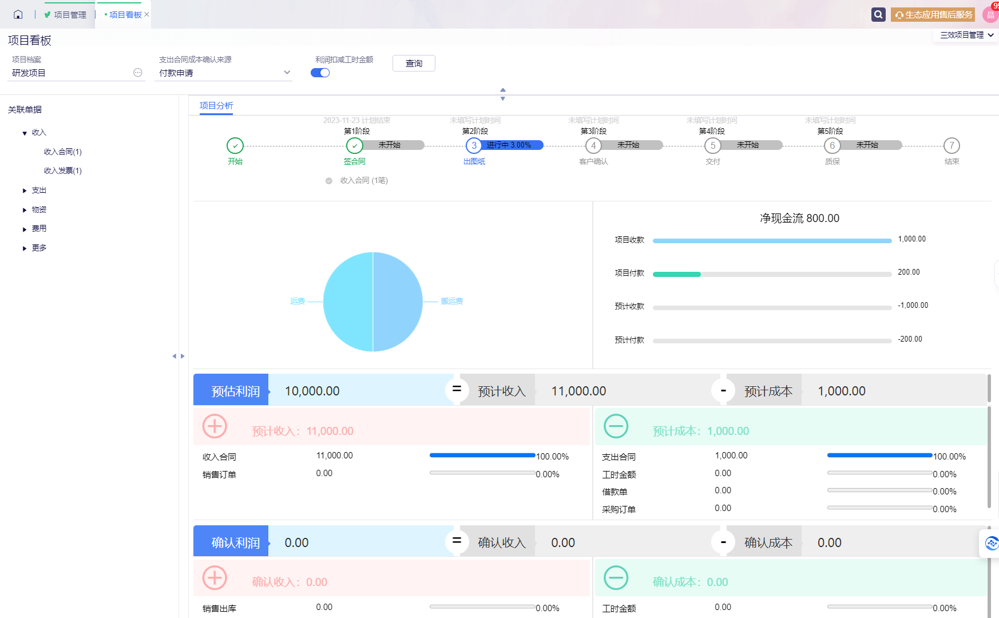 项目管理
项目看板
生态应用售后服务
晶
项目看板
三效项目管理
项目档案
支出合同成本确认来源
利润扣减工时金额
研发项目
付款申请
查询
关联单据
收入
收入合同(1)
收入发票(1)
支出
物资
费用
更多
项目分析
2023-11-23 计划结束
未填写计划时间
未填写计划时间
未填写计划时间
未填写计划时间
第1阶段
第2阶段
第3阶段
第4阶段
第5阶段
未开始
3
进行中 3.00%
4
未开始
5
未开始
6
未开始
7
开始
签合同
出图纸
客户确认
交付
质保
结束
收入合同 (1笔)
运费
搬运费
净现金流 800.00
项目收款 1,000.00
项目付款 200.00
预计收款 -1,000.00
预计付款 -200.00
预估利润 10,000.00 = 预计收入 11,000.00 - 预计成本 1,000.00
预计收入：11,000.00
收入合同 11,000.00 100.00%
销售订单 0.00 0.00%
预计成本：1,000.00
支出合同 1,000.00 100.00%
工时金额 0.00 0.00%
借款单 0.00 0.00%
采购订单 0.00 0.00%
确认利润 0.00 = 确认收入 0.00 - 确认成本 0.00
确认收入：0.00
销售出库 0.00 0.00%
确认成本：0.00
工时金额 0.00 0.00%